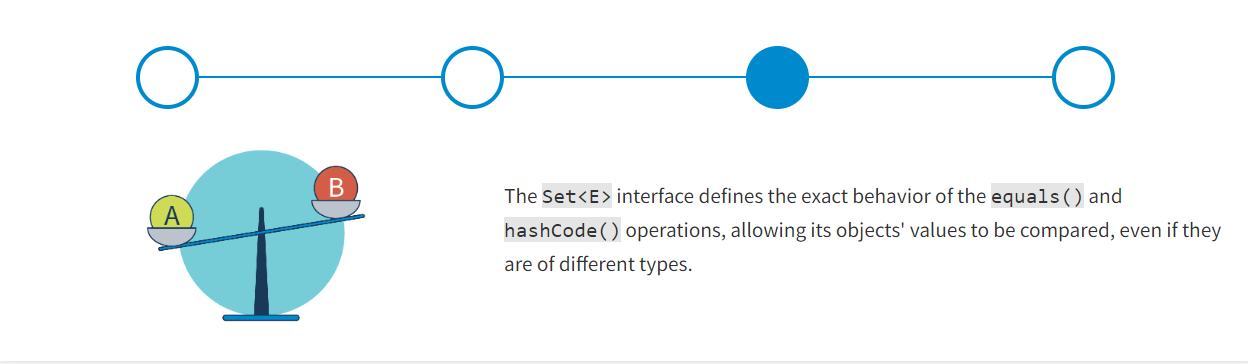 A
B
The Set<E> interface defines the exact behavior of the equals() and
hashCode() operations, allowing its objects' values to be compared, even if they
are of different types.